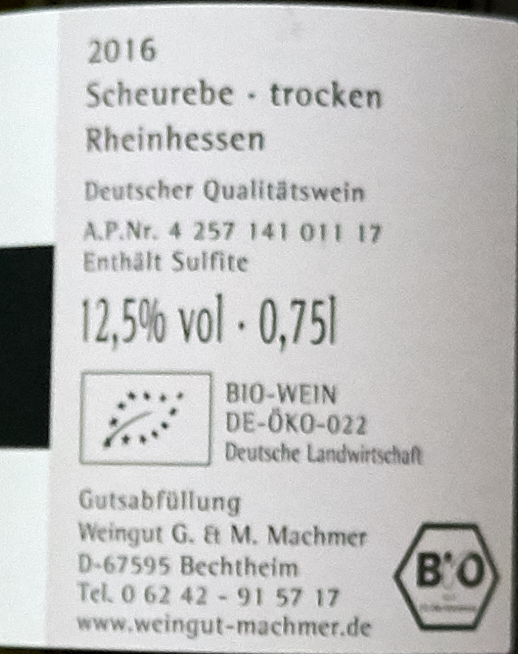 2016
Scheurebe · trocken
Rheinhessen
Deutscher Qualitätswein
A.P.Nr. 4 257 141 011 17
Enthält Sulfite
12,5% vol · 0,75l
BIO-WEIN
DE-ÖKO-022
Deutsche Landwirtschaft
Gutsabfüllung
Weingut G. & M. Machmer
D-67595 Bechtheim
Tel. 0 62 42 - 91 57 17
www.weingut-machmer.de
BIO